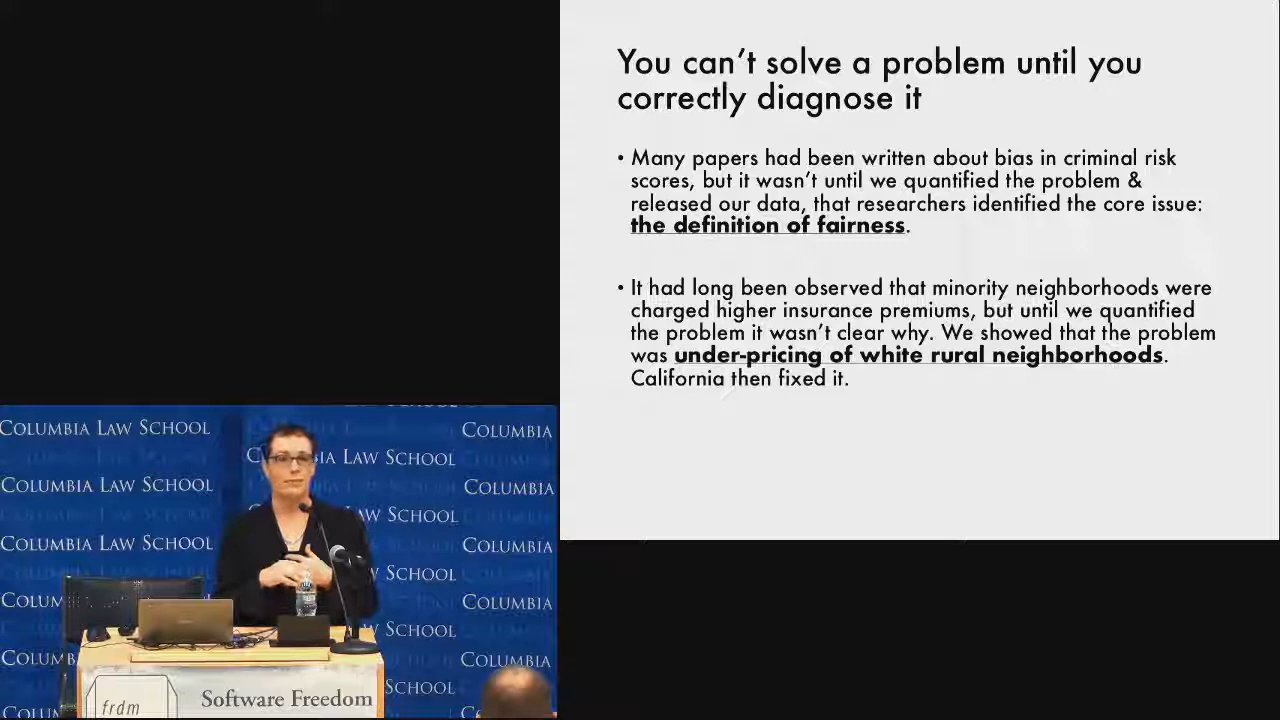 You can't solve a problem until you
correctly diagnose it
• Many papers had been written about bias in criminal risk
scores, but it wasn't until we quantified the problem &
released our data, that researchers identified the core issue:
the definition of fairness.
• It had long been observed that minority neighborhoods were
charged higher insurance premiums, but until we quantified
the problem it wasn't clear why. We showed that the problem
was under-pricing of white rural neighborhoods.
California then fixed it.
COLUMBIA LAW SCHOOL
COLUMBIA
COLUMBIA LAW SCHOOL
COLUMBIA LAW SCHOOL
COLUMBIA
LAW SCHOOL
COLUMBIA LAW SCHOOL
COLUMBIA
SCHOOL
COLUMBIA
COLUMBIA
SCHOOL
COLUMBIA
SCHOOL
Software Freedom
frdm